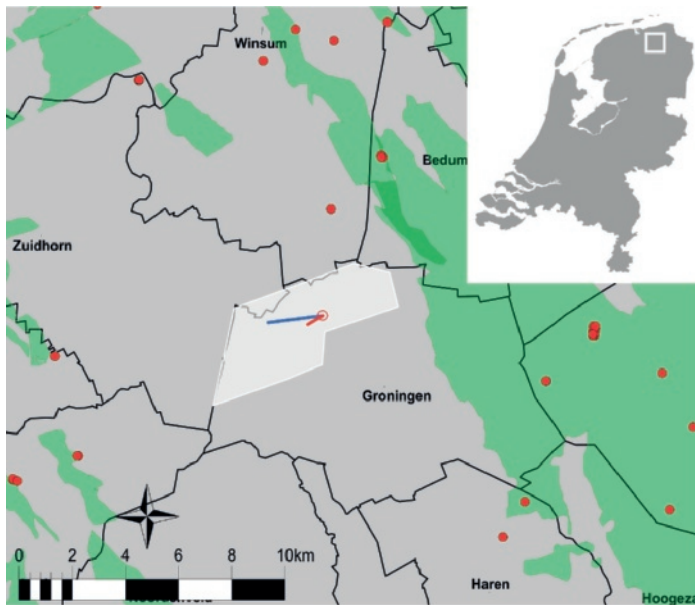 Winsum
Bedum
Zuidhorn
Groningen
0 2 4 6 8 10km
Haren